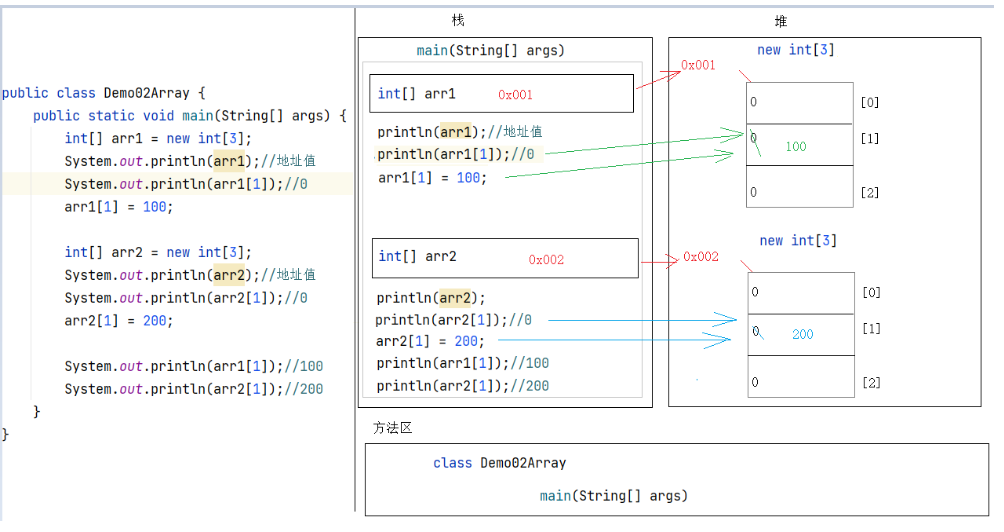 public class Demo02Array {
public static void main(String[] args) {
int[] arr1 = new int[3];
System.out.println(arr1);//地址值
System.out.println(arr1[1]);//0
arr1[1] = 100;
int[] arr2 = new int[3];
System.out.println(arr2);//地址值
System.out.println(arr2[1]);//0
arr2[1] = 200;
System.out.println(arr1[1]);//100
System.out.println(arr2[1]);//200
}
}
栈
main(String[] args)
int[] arr1 0x001
println(arr1);//地址值
println(arr1[1]);//0
arr1[1] = 100;
int[] arr2 0x002
println(arr2);
println(arr2[1]);//0
arr2[1] = 200;
println(arr1[1]);//100
println(arr2[1]);//200
堆
new int[3]
0x001
0 [0]
0 100 [1]
0 [2]
new int[3]
0x002
0 [0]
0 200 [1]
0 [2]
方法区
class Demo02Array
main(String[] args)